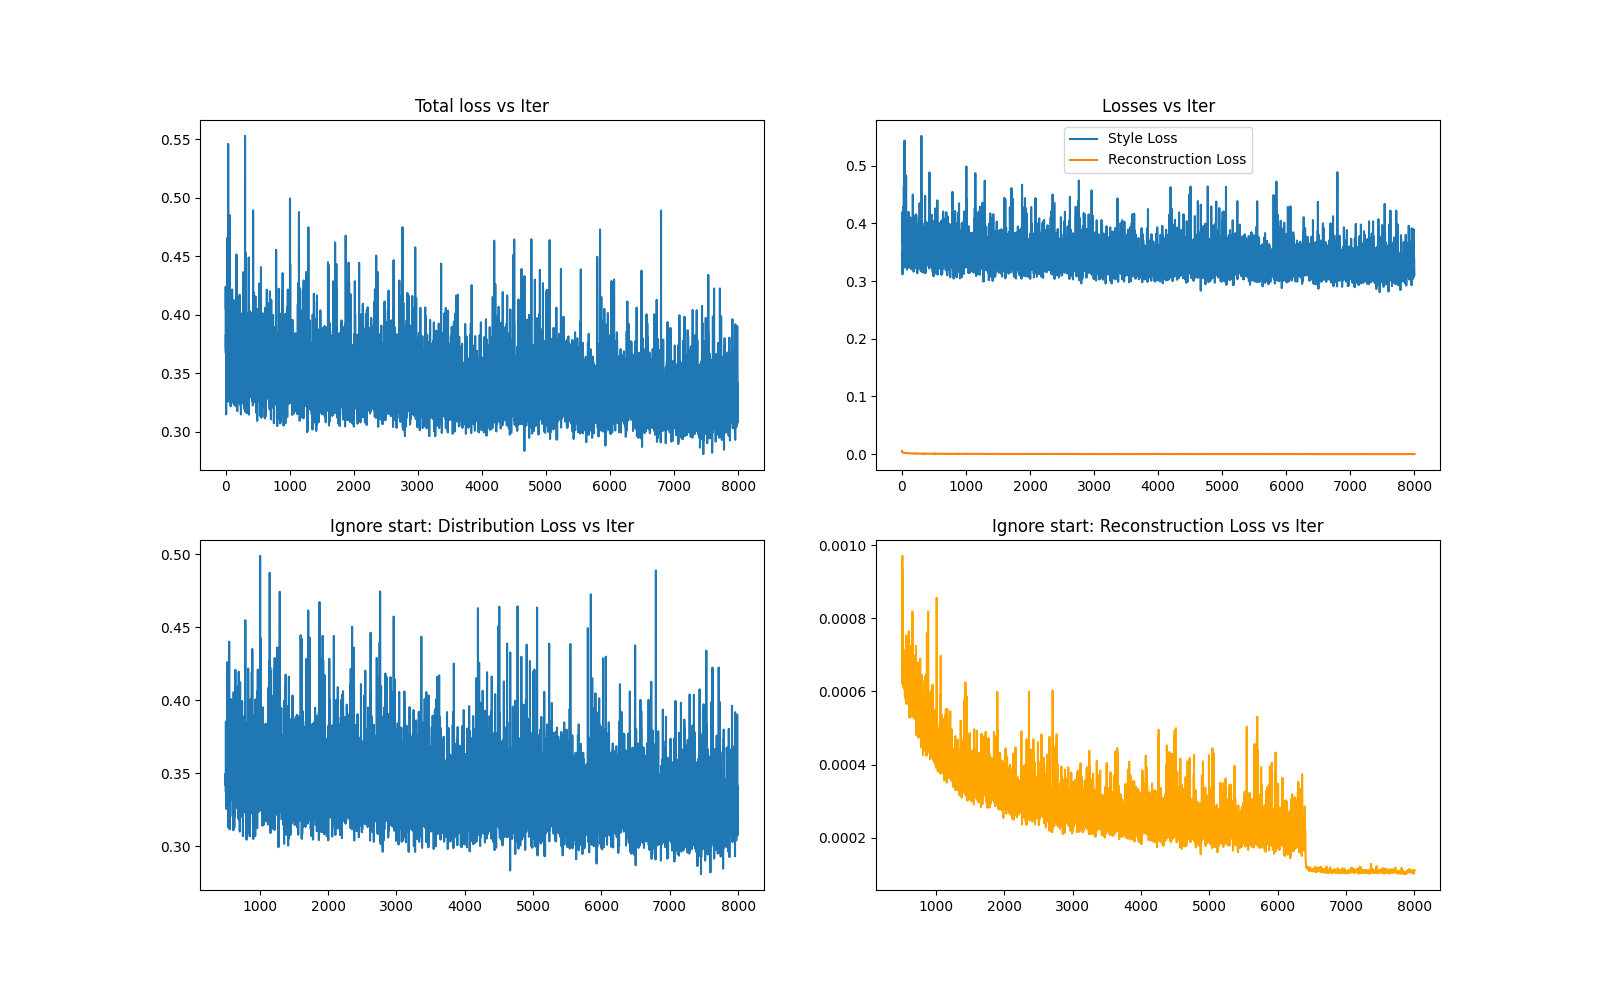 Total loss vs Iter
0.55
0.50
0.45
0.40
0.35
0.30
0 1000 2000 3000 4000 5000 6000 7000 8000
Losses vs Iter
Style Loss
Reconstruction Loss
0.5
0.4
0.3
0.2
0.1
0.0
0 1000 2000 3000 4000 5000 6000 7000 8000
Ignore start: Distribution Loss vs Iter
0.50
0.45
0.40
0.35
0.30
1000 2000 3000 4000 5000 6000 7000 8000
Ignore start: Reconstruction Loss vs Iter
0.0010
0.0008
0.0006
0.0004
0.0002
1000 2000 3000 4000 5000 6000 7000 8000